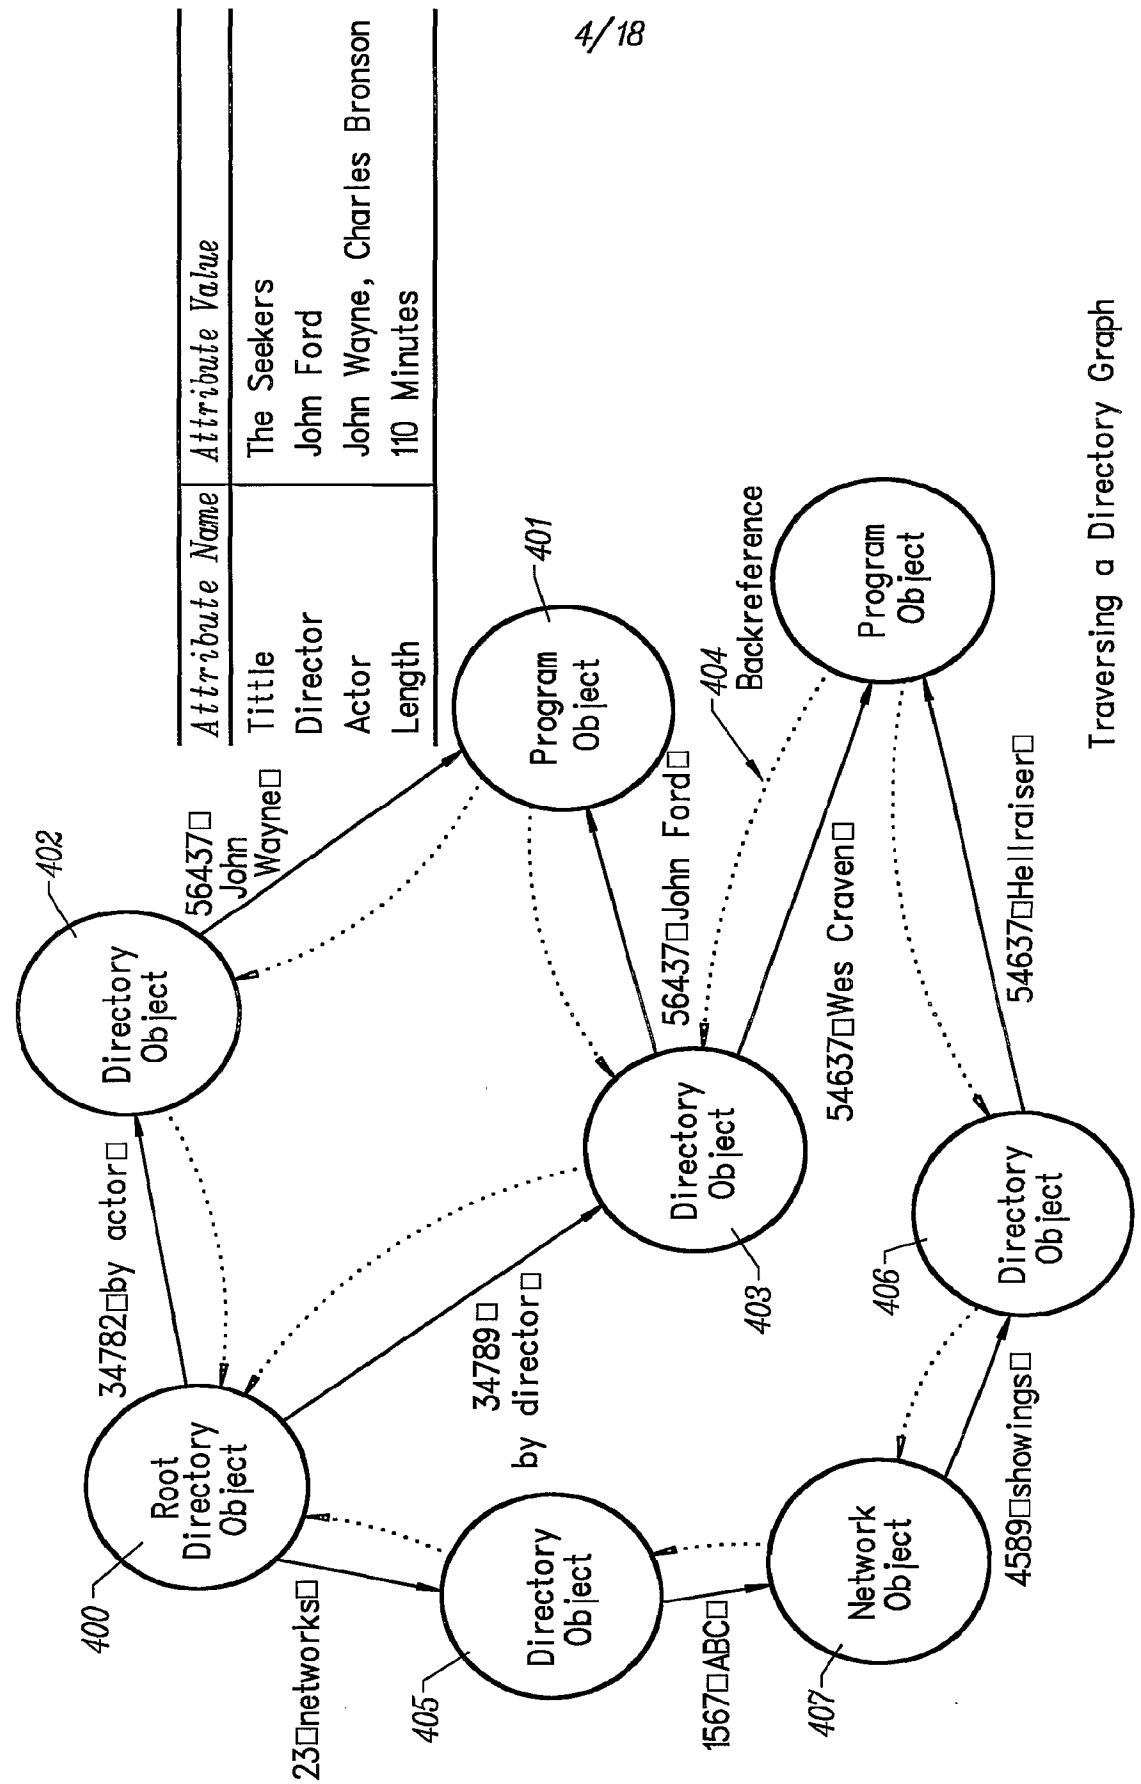 4/18
Attribute Name Attribute Value
Tittle The Seekers
Director John Ford
Actor John Wayne, Charles Bronson
Length 110 Minutes
402
Directory
Object
56437□
John
Wayne□
34782□by actor□
400
Root
Directory
Object
401
Program
Object
34789□
by director□
Directory
Object
403
56437□John Ford□
404
Backreference
23□networks□
405
Directory
Object
54637□Wes Craven□
Program
Object
1567□ABC□
407
Network
Object
4589□showings□
406
Directory
Object
54637□Hellraiser□
Traversing a Directory Graph